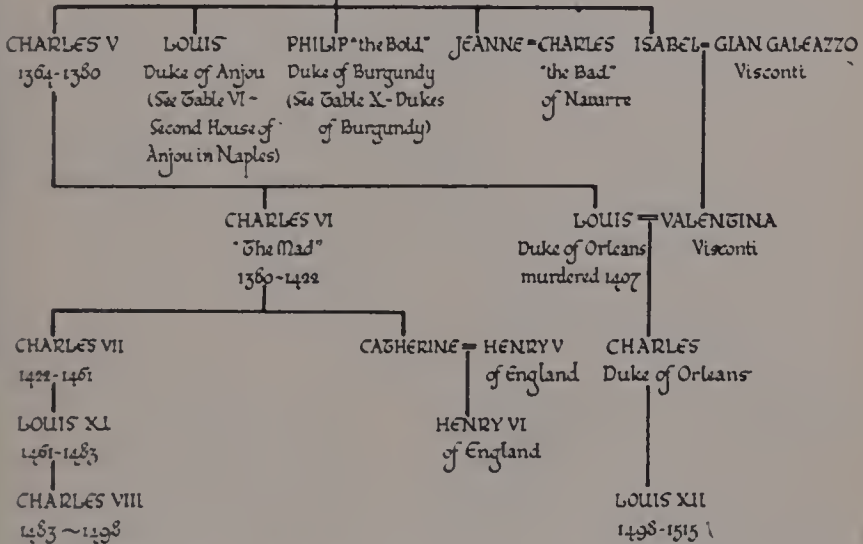 CHARLES V
1364-1380
LOUIS
Duke of Anjou
(See Table VI -
Second House of
Anjou in Naples)
PHILIP "the Bold"
Duke of Burgundy
(See Table X - Dukes
of Burgundy)
JEANNE = CHARLES
"the Bad"
of Navarre
ISABEL = GIAN GALEAZZO
Visconti
CHARLES VI
"The Mad"
1380-1422
LOUIS = VALENTINA
Duke of Orleans
murdered 1407
Visconti
CHARLES VII
1422-1461
CATHERINE = HENRY V
of England
CHARLES
Duke of Orleans
LOUIS XI
1461-1483
HENRY VI
of England
CHARLES VIII
1483~1498
LOUIS XII
1498-1515